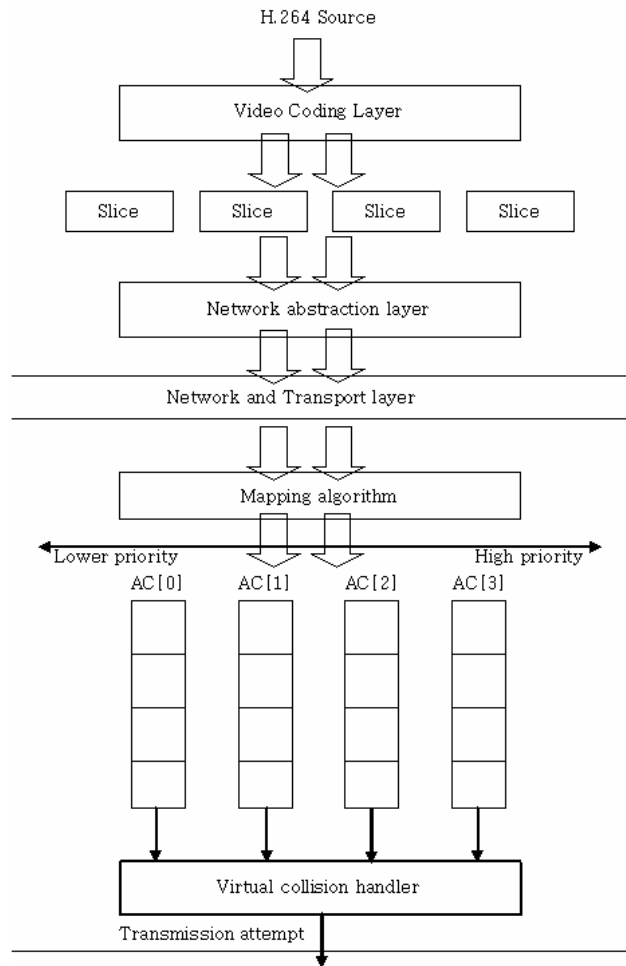 H.264 Source
Video Coding Layer
Slice Slice Slice Slice
Network abstraction layer
Network and Transport layer
Mapping algorithm
Lower priority High priority
AC[0] AC[1] AC[2] AC[3]
Virtual collision handler
Transmission attempt